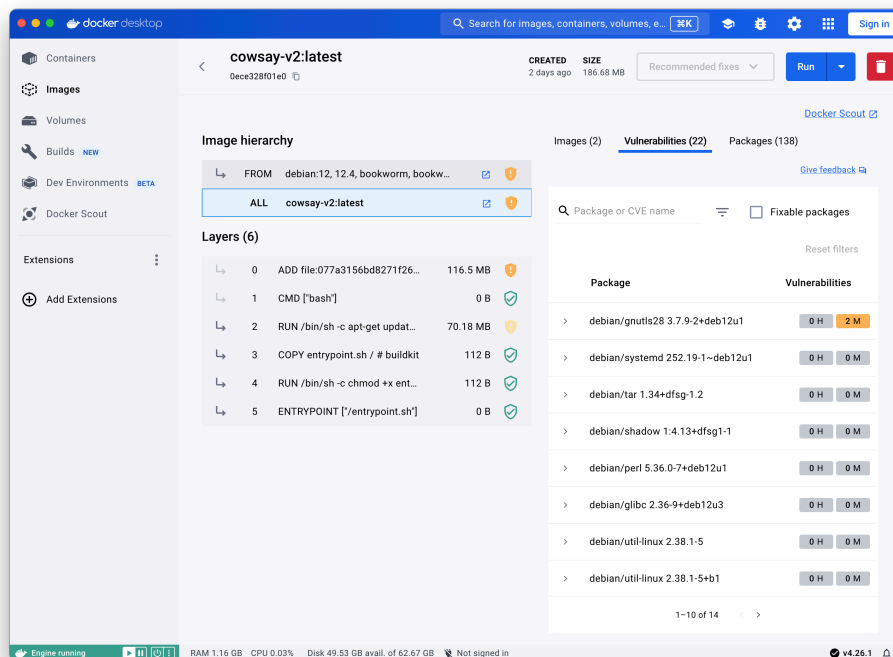 docker desktop
Search for images, containers, volumes, e... ⌘K
Sign in
Containers
Images
Volumes
Builds NEW
Dev Environments BETA
Docker Scout
Extensions
Add Extensions
cowsay-v2:latest
0ece328f01e0
CREATED
2 days ago
SIZE
186.68 MB
Recommended fixes
Run
Docker Scout
Image hierarchy
FROM debian:12, 12.4, bookworm, bookw...
ALL cowsay-v2:latest
Layers (6)
0 ADD file:077a3156bd8271f26... 116.5 MB
1 CMD ["bash"] 0 B
2 RUN /bin/sh -c apt-get updat... 70.18 MB
3 COPY entrypoint.sh / # buildkit 112 B
4 RUN /bin/sh -c chmod +x ent... 112 B
5 ENTRYPOINT ["/entrypoint.sh"] 0 B
Images (2) Vulnerabilities (22) Packages (138)
Give feedback
Package or CVE name
Fixable packages
Reset filters
Package Vulnerabilities
debian/gnutls28 3.7.9-2+deb12u1 0 H 2 M
debian/systemd 252.19-1~deb12u1 0 H 0 M
debian/tar 1.34+dfsg-1.2 0 H 0 M
debian/shadow 1:4.13+dfsg1-1 0 H 0 M
debian/perl 5.36.0-7+deb12u1 0 H 0 M
debian/glibc 2.36-9+deb12u3 0 H 0 M
debian/util-linux 2.38.1-5 0 H 0 M
debian/util-linux 2.38.1-5+b1 0 H 0 M
1–10 of 14
Engine running
RAM 1.16 GB CPU 0.03% Disk 49.53 GB avail. of 62.67 GB Not signed in
v4.26.1